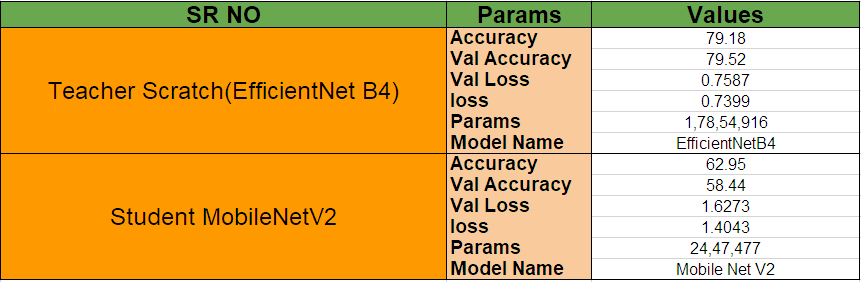 SR NO Params Values
Teacher Scratch(EfficientNet B4)
Accuracy 79.18
Val Accuracy 79.52
Val Loss 0.7587
loss 0.7399
Params 1,78,54,916
Model Name EfficientNetB4
Student MobileNetV2
Accuracy 62.95
Val Accuracy 58.44
Val Loss 1.6273
loss 1.4043
Params 24,47,477
Model Name Mobile Net V2